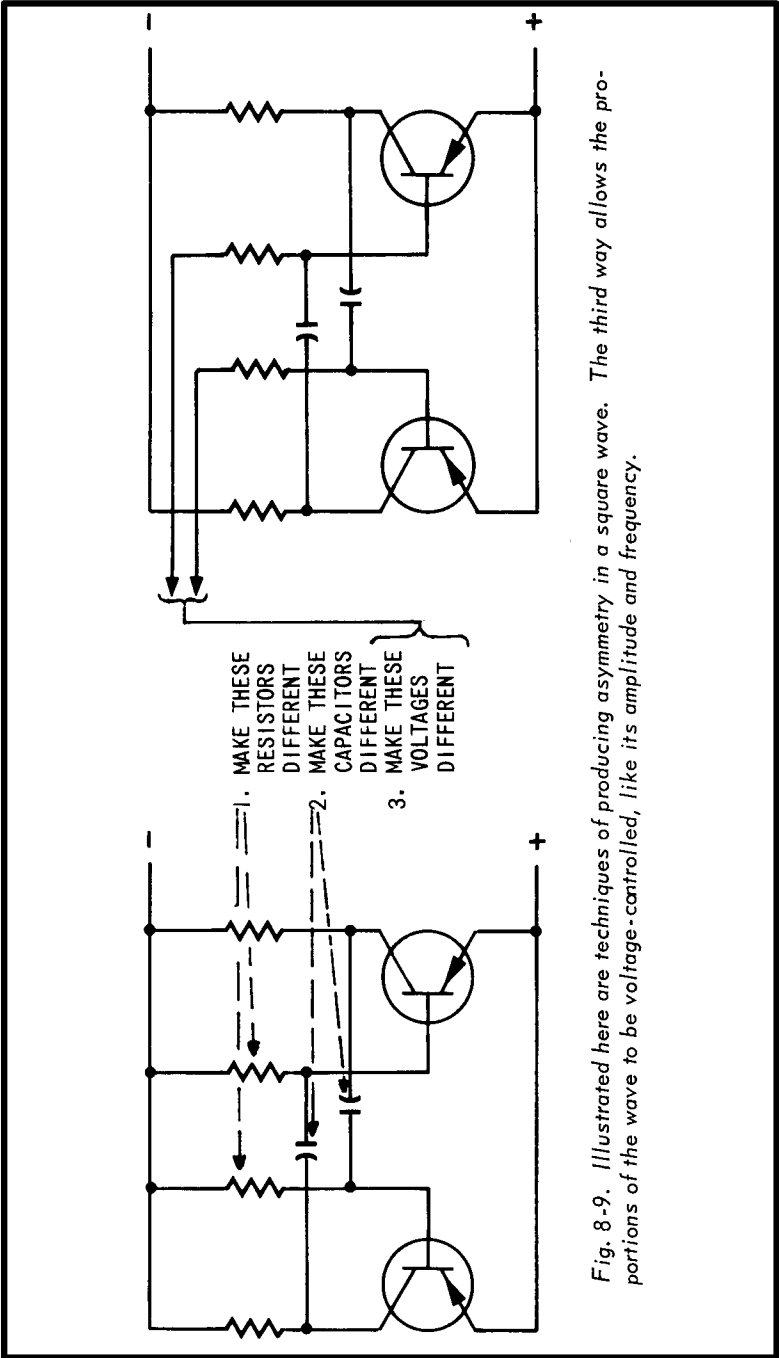 -
+
1. MAKE THESE
RESISTORS
DIFFERENT
2. MAKE THESE
CAPACITORS
DIFFERENT
3. MAKE THESE
VOLTAGES
DIFFERENT
-
+
Fig. 8-9. Illustrated here are techniques of producing asymmetry in a square wave. The third way allows the pro-
portions of the wave to be voltage-controlled, like its amplitude and frequency.